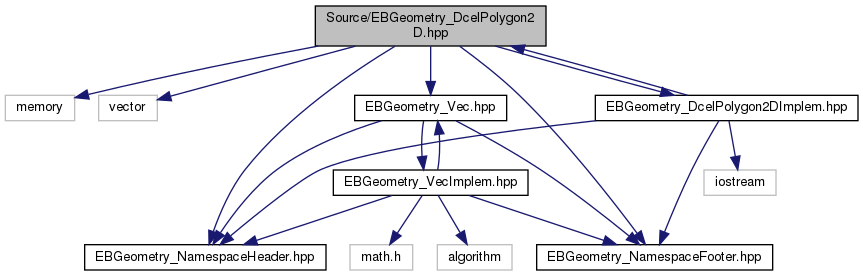 Source/EBGeometry_DcelPolygon2
D.hpp
memory
vector
EBGeometry_Vec.hpp
EBGeometry_DcelPolygon2DImplem.hpp
EBGeometry_VecImplem.hpp
iostream
EBGeometry_NamespaceHeader.hpp
math.h
algorithm
EBGeometry_NamespaceFooter.hpp